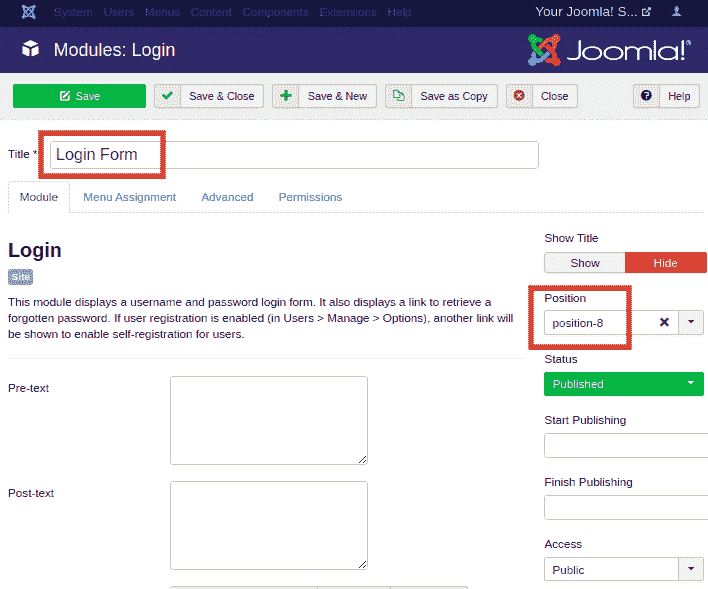 System Users Menus Content Components Extensions Help Your Joomla! S...
Modules: Login Joomla!®
Save Save & Close Save & New Save as Copy Close Help
Title * Login Form
Module Menu Assignment Advanced Permissions
Login
Site
This module displays a username and password login form. It also displays a link to retrieve a
forgotten password. If user registration is enabled (in Users > Manage > Options), another link will
be shown to enable self-registration for users.
Pre-text
Post-text
Show Title
Show Hide
Position
position-8
Status
Published
Start Publishing
Finish Publishing
Access
Public